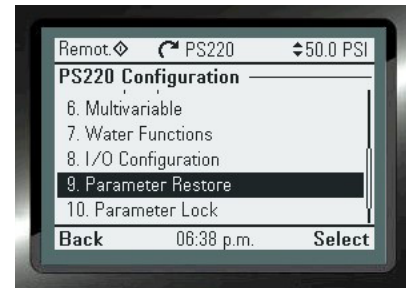 Remot. PS220 50.0 PSI
PS220 Configuration
6. Multivariable
7. Water Functions
8. I/O Configuration
9. Parameter Restore
10. Parameter Lock
Back 06:38 p.m. Select